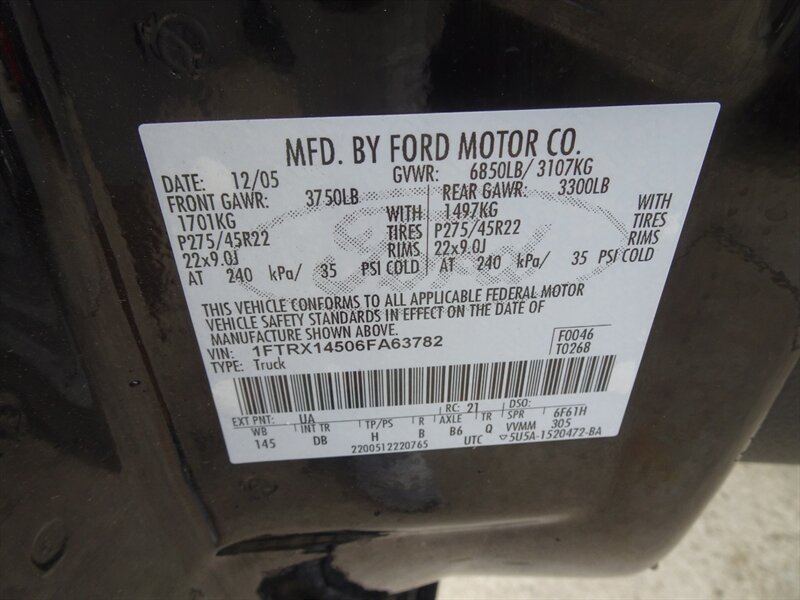 MFD. BY FORD MOTOR CO.
DATE: 12/05 GVWR: 6850LB/ 3107KG
FRONT GAWR: 3750LB REAR GAWR: 3300LB
1701KG WITH 1497KG WITH
P275/45R22 TIRES P275/45R22 TIRES
22x9.0J RIMS 22x9.0J RIMS
AT 240 kPa/ 35 PSI COLD AT 240 kPa/ 35 PSI COLD
Ford
THIS VEHICLE CONFORMS TO ALL APPLICABLE FEDERAL MOTOR
VEHICLE SAFETY STANDARDS IN EFFECT ON THE DATE OF
MANUFACTURE SHOWN ABOVE.
VIN: 1FTRX14506FA63782 F0046
TYPE: Truck T0268
EXT PNT: UA RC: 21 DSO:
WB INT TR TP/PS R AXLE TR SPR 6F61H
145 DB H B B6 Q VVMM 305
2200512220765 UTC ▽5U5A-1520472-BA